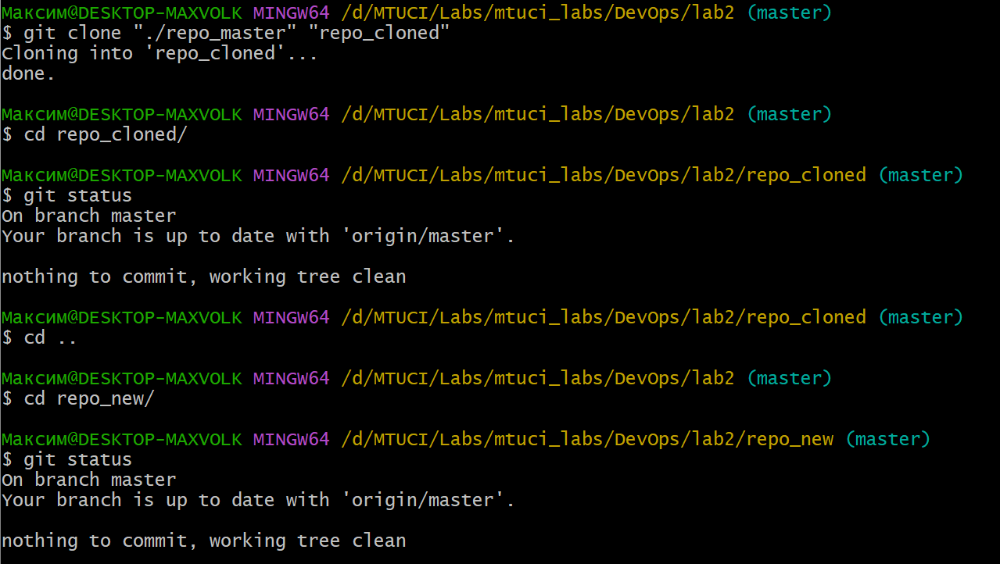 Максим@DESKTOP-MAXVOLK MINGW64 /d/MTUCI/Labs/mtuci_labs/DevOps/lab2 (master)
$ git clone "./repo_master" "repo_cloned"
Cloning into 'repo_cloned'...
done.
Максим@DESKTOP-MAXVOLK MINGW64 /d/MTUCI/Labs/mtuci_labs/DevOps/lab2 (master)
$ cd repo_cloned/
Максим@DESKTOP-MAXVOLK MINGW64 /d/MTUCI/Labs/mtuci_labs/DevOps/lab2/repo_cloned (master)
$ git status
On branch master
Your branch is up to date with 'origin/master'.
nothing to commit, working tree clean
Максим@DESKTOP-MAXVOLK MINGW64 /d/MTUCI/Labs/mtuci_labs/DevOps/lab2/repo_cloned (master)
$ cd ..
Максим@DESKTOP-MAXVOLK MINGW64 /d/MTUCI/Labs/mtuci_labs/DevOps/lab2 (master)
$ cd repo_new/
Максим@DESKTOP-MAXVOLK MINGW64 /d/MTUCI/Labs/mtuci_labs/DevOps/lab2/repo_new (master)
$ git status
On branch master
Your branch is up to date with 'origin/master'.
nothing to commit, working tree clean